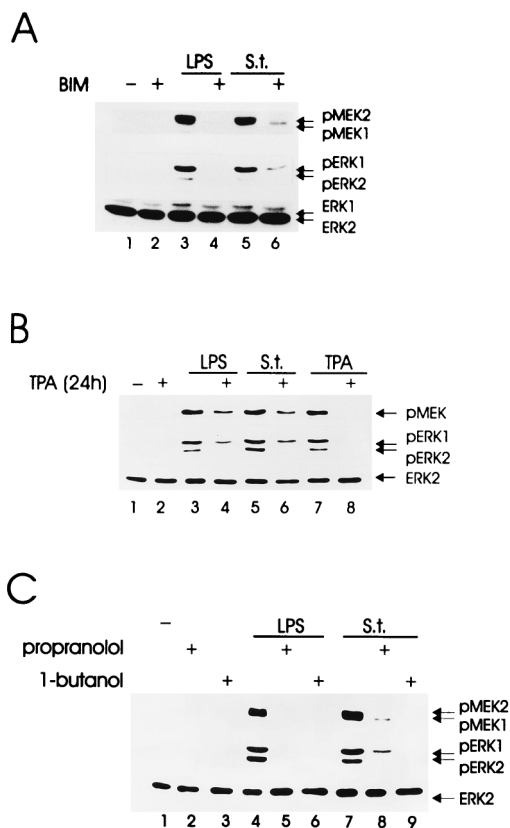 A
LPS S.t.
BIM – + + +
pMEK2
pMEK1
pERK1
pERK2
ERK1
ERK2
1 2 3 4 5 6
B
LPS S.t. TPA
TPA (24h) – + + + +
pMEK
pERK1
pERK2
ERK2
1 2 3 4 5 6 7 8
C
– LPS S.t.
propranolol + + +
1-butanol + + +
pMEK2
pMEK1
pERK1
pERK2
ERK2
1 2 3 4 5 6 7 8 9